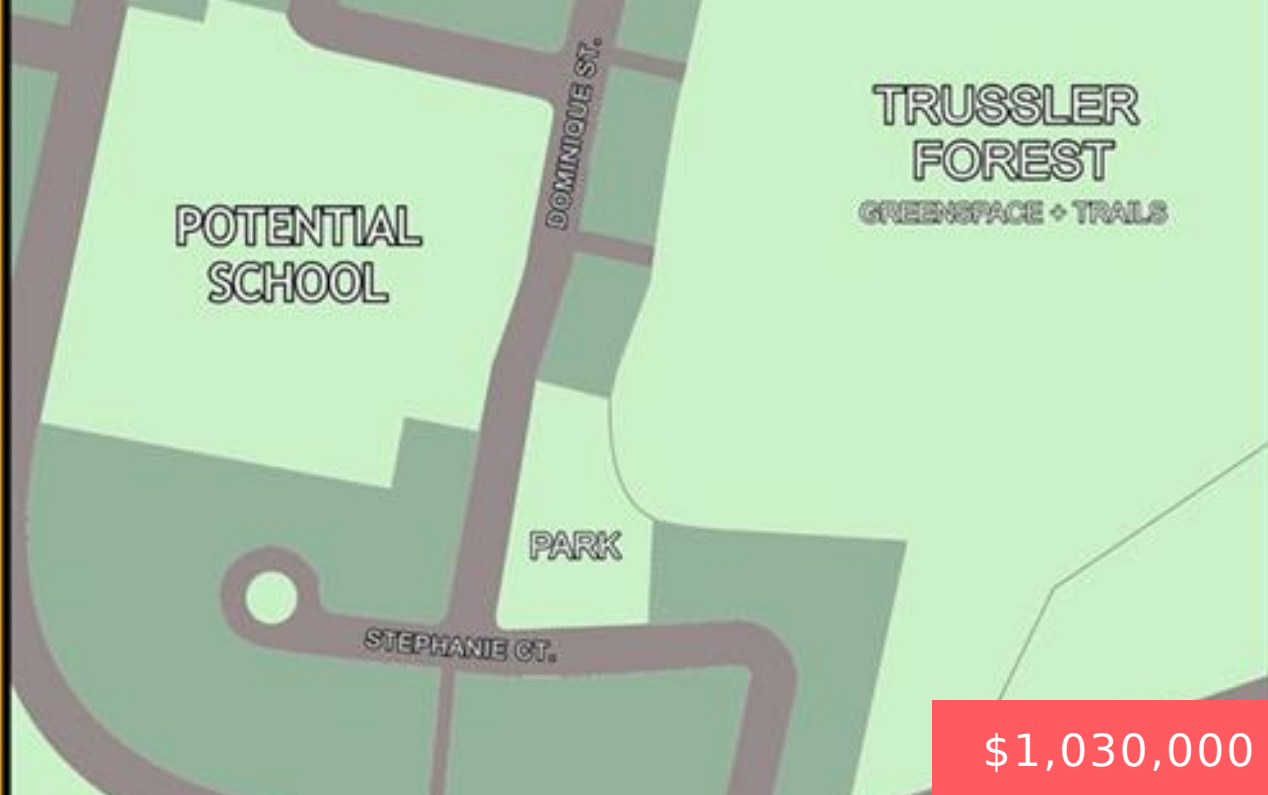 DOMINIQUE ST.
TRUSSLER
FOREST
GREENSPACE + TRAILS
POTENTIAL
SCHOOL
PARK
STEPHANIE CT.
$1,030,000